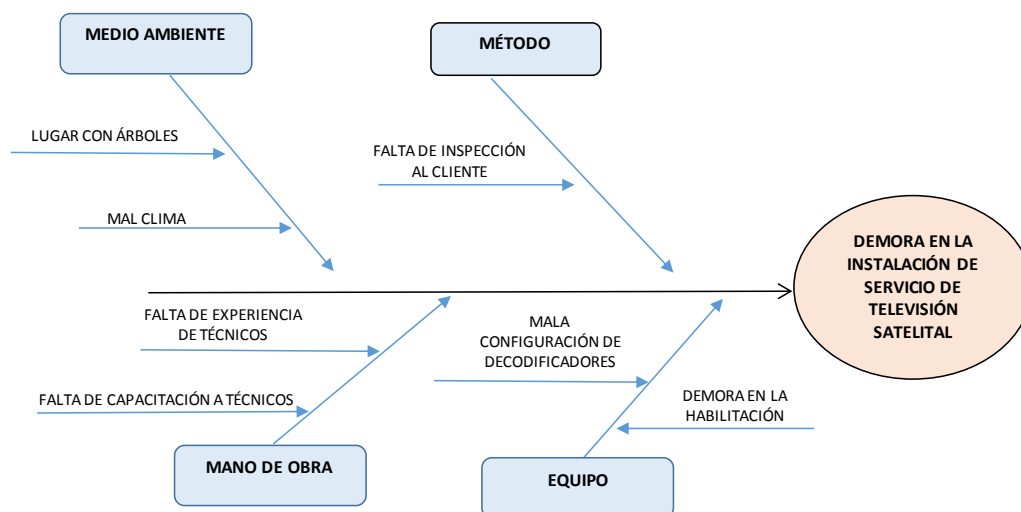 MEDIO AMBIENTE
MÉTODO
LUGAR CON ÁRBOLES
FALTA DE INSPECCIÓN
AL CLIENTE
MAL CLIMA
DEMORA EN LA
INSTALACIÓN DE
SERVICIO DE
TELEVISIÓN
SATELITAL
FALTA DE EXPERIENCIA
DE TÉCNICOS
MALA
CONFIGURACIÓN DE
DECODIFICADORES
FALTA DE CAPACITACIÓN A TÉCNICOS
DEMORA EN LA
HABILITACIÓN
MANO DE OBRA
EQUIPO